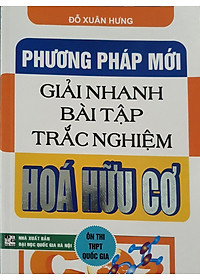 ĐỖ XUÂN HƯNG
PHƯƠNG PHÁP MỚI
GIẢI NHANH
BÀI TẬP
TRẮC NGHIỆM
HOÁ HỮU CƠ
ÔN THI
THPT
QUỐC GIA
NHÀ XUẤT BẢN
ĐẠI HỌC QUỐC GIA HÀ NỘI